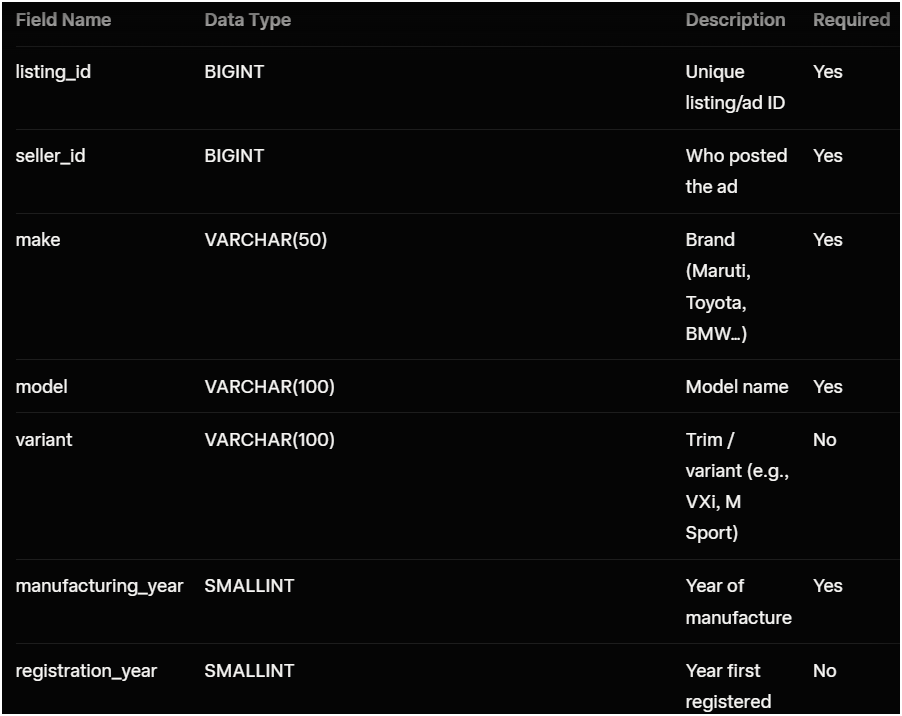 Field Name Data Type Description Required
listing_id BIGINT Unique Yes
listing/ad ID
seller_id BIGINT Who posted Yes
the ad
make VARCHAR(50) Brand Yes
(Maruti,
Toyota,
BMW…)
model VARCHAR(100) Model name Yes
variant VARCHAR(100) Trim / No
variant (e.g.,
VXi, M
Sport)
manufacturing_year SMALLINT Year of Yes
manufacture
registration_year SMALLINT Year first No
registered